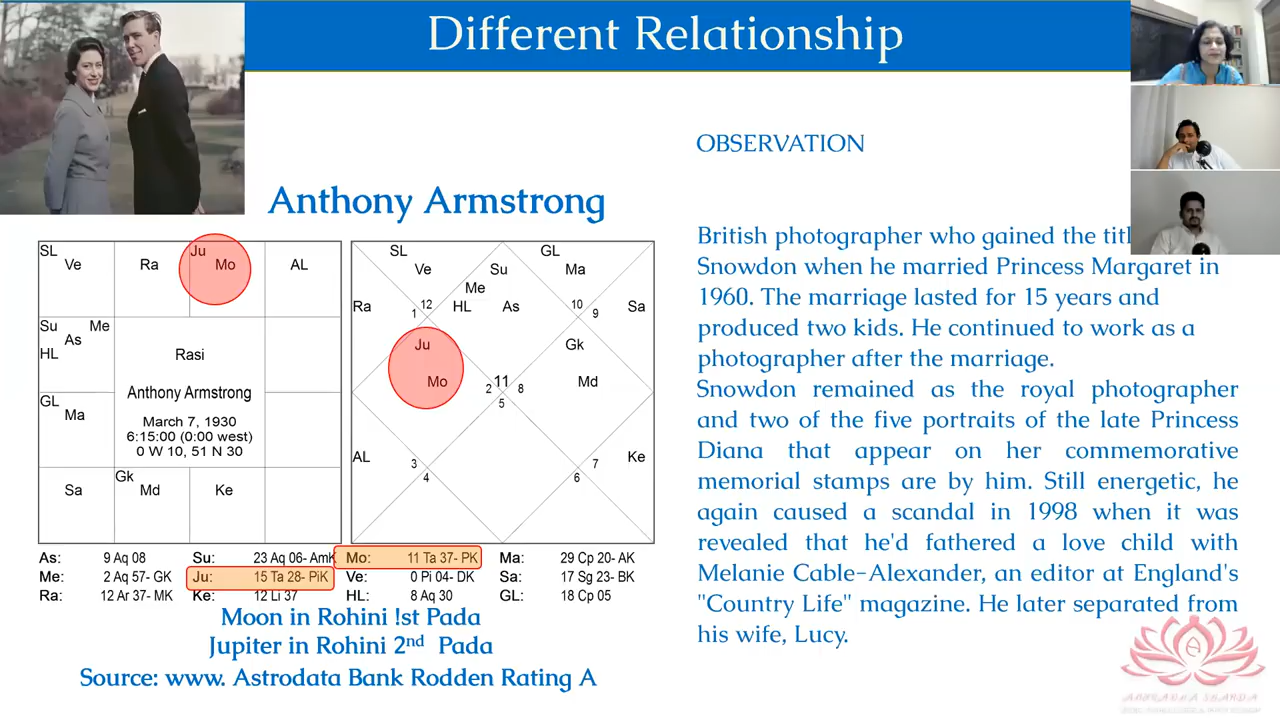 Different Relationship
OBSERVATION
Anthony Armstrong
British photographer who gained the titl
Snowdon when he married Princess Margaret in
1960. The marriage lasted for 15 years and
produced two kids. He continued to work as a
photographer after the marriage.
Snowdon remained as the royal photographer
and two of the five portraits of the late Princess
Diana that appear on her commemorative
memorial stamps are by him. Still energetic, he
again caused a scandal in 1998 when it was
revealed that he'd fathered a love child with
Melanie Cable-Alexander, an editor at England's
"Country Life" magazine. He later separated from
his wife, Lucy.
SL Ve
Ra
Ju Mo
AL
Su Me
As
HL
GL
Ma
Sa
Gk
Md
Ke
Rasi
Anthony Armstrong
March 7, 1930
6:15:00 (0:00 west)
0 W 10, 51 N 30
SL GL
Ve Su Ma
Me
Ra 1 12 HL As 10 9 Sa
Ju Gk
Mo 2 11 8 Md
5
AL 3 7 Ke
4 6
As: 9 Aq 08 Su: 23 Aq 06- AmK Mo: 11 Ta 37- PK Ma: 29 Cp 20- AK
Me: 2 Aq 57- GK Ju: 15 Ta 28- PiK Ve: 0 Pi 04- DK Sa: 17 Sg 23- BK
Ra: 12 Ar 37- MK Ke: 12 Li 37 HL: 8 Aq 30 GL: 18 Cp 05
Moon in Rohini !st Pada
Jupiter in Rohini 2nd Pada
Source: www. Astrodata Bank Rodden Rating A